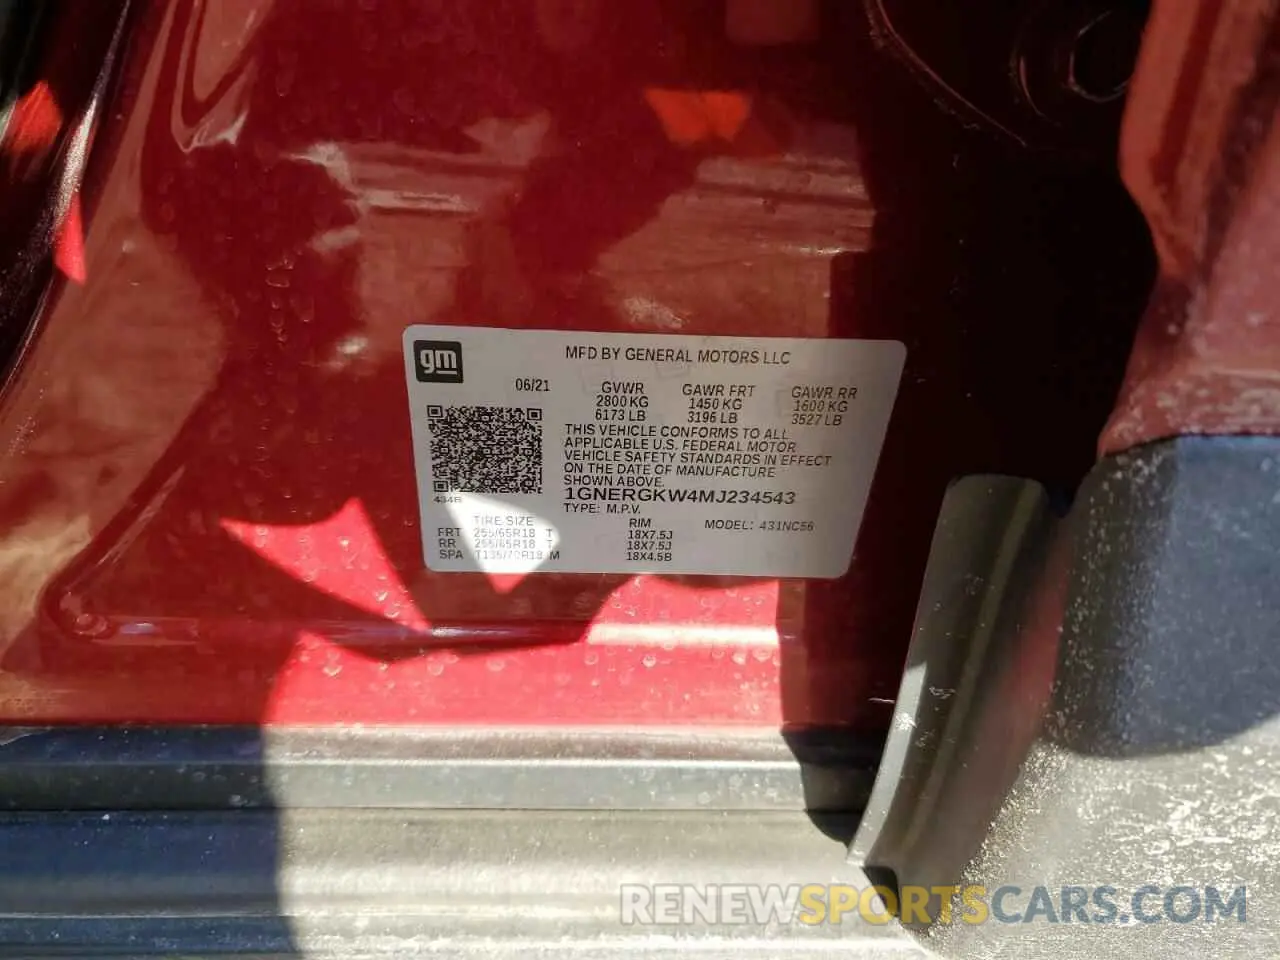 gm
MFD BY GENERAL MOTORS LLC
06/21
GVWR GAWR FRT GAWR RR
2800 KG 1450 KG 1600 KG
6173 LB 3196 LB 3527 LB
THIS VEHICLE CONFORMS TO ALL
APPLICABLE U.S. FEDERAL MOTOR
VEHICLE SAFETY STANDARDS IN EFFECT
ON THE DATE OF MANUFACTURE
SHOWN ABOVE.
1GNERGKW4MJ234543
TYPE: M.P.V. MODEL: 431NC56
434B
TIRE SIZE RIM
FRT 255/65R18 T 18X7.5J
RR 255/65R18 T 18X7.5J
SPA T135/70R18 M 18X4.5B
RENEWSPORTSCARS.COM